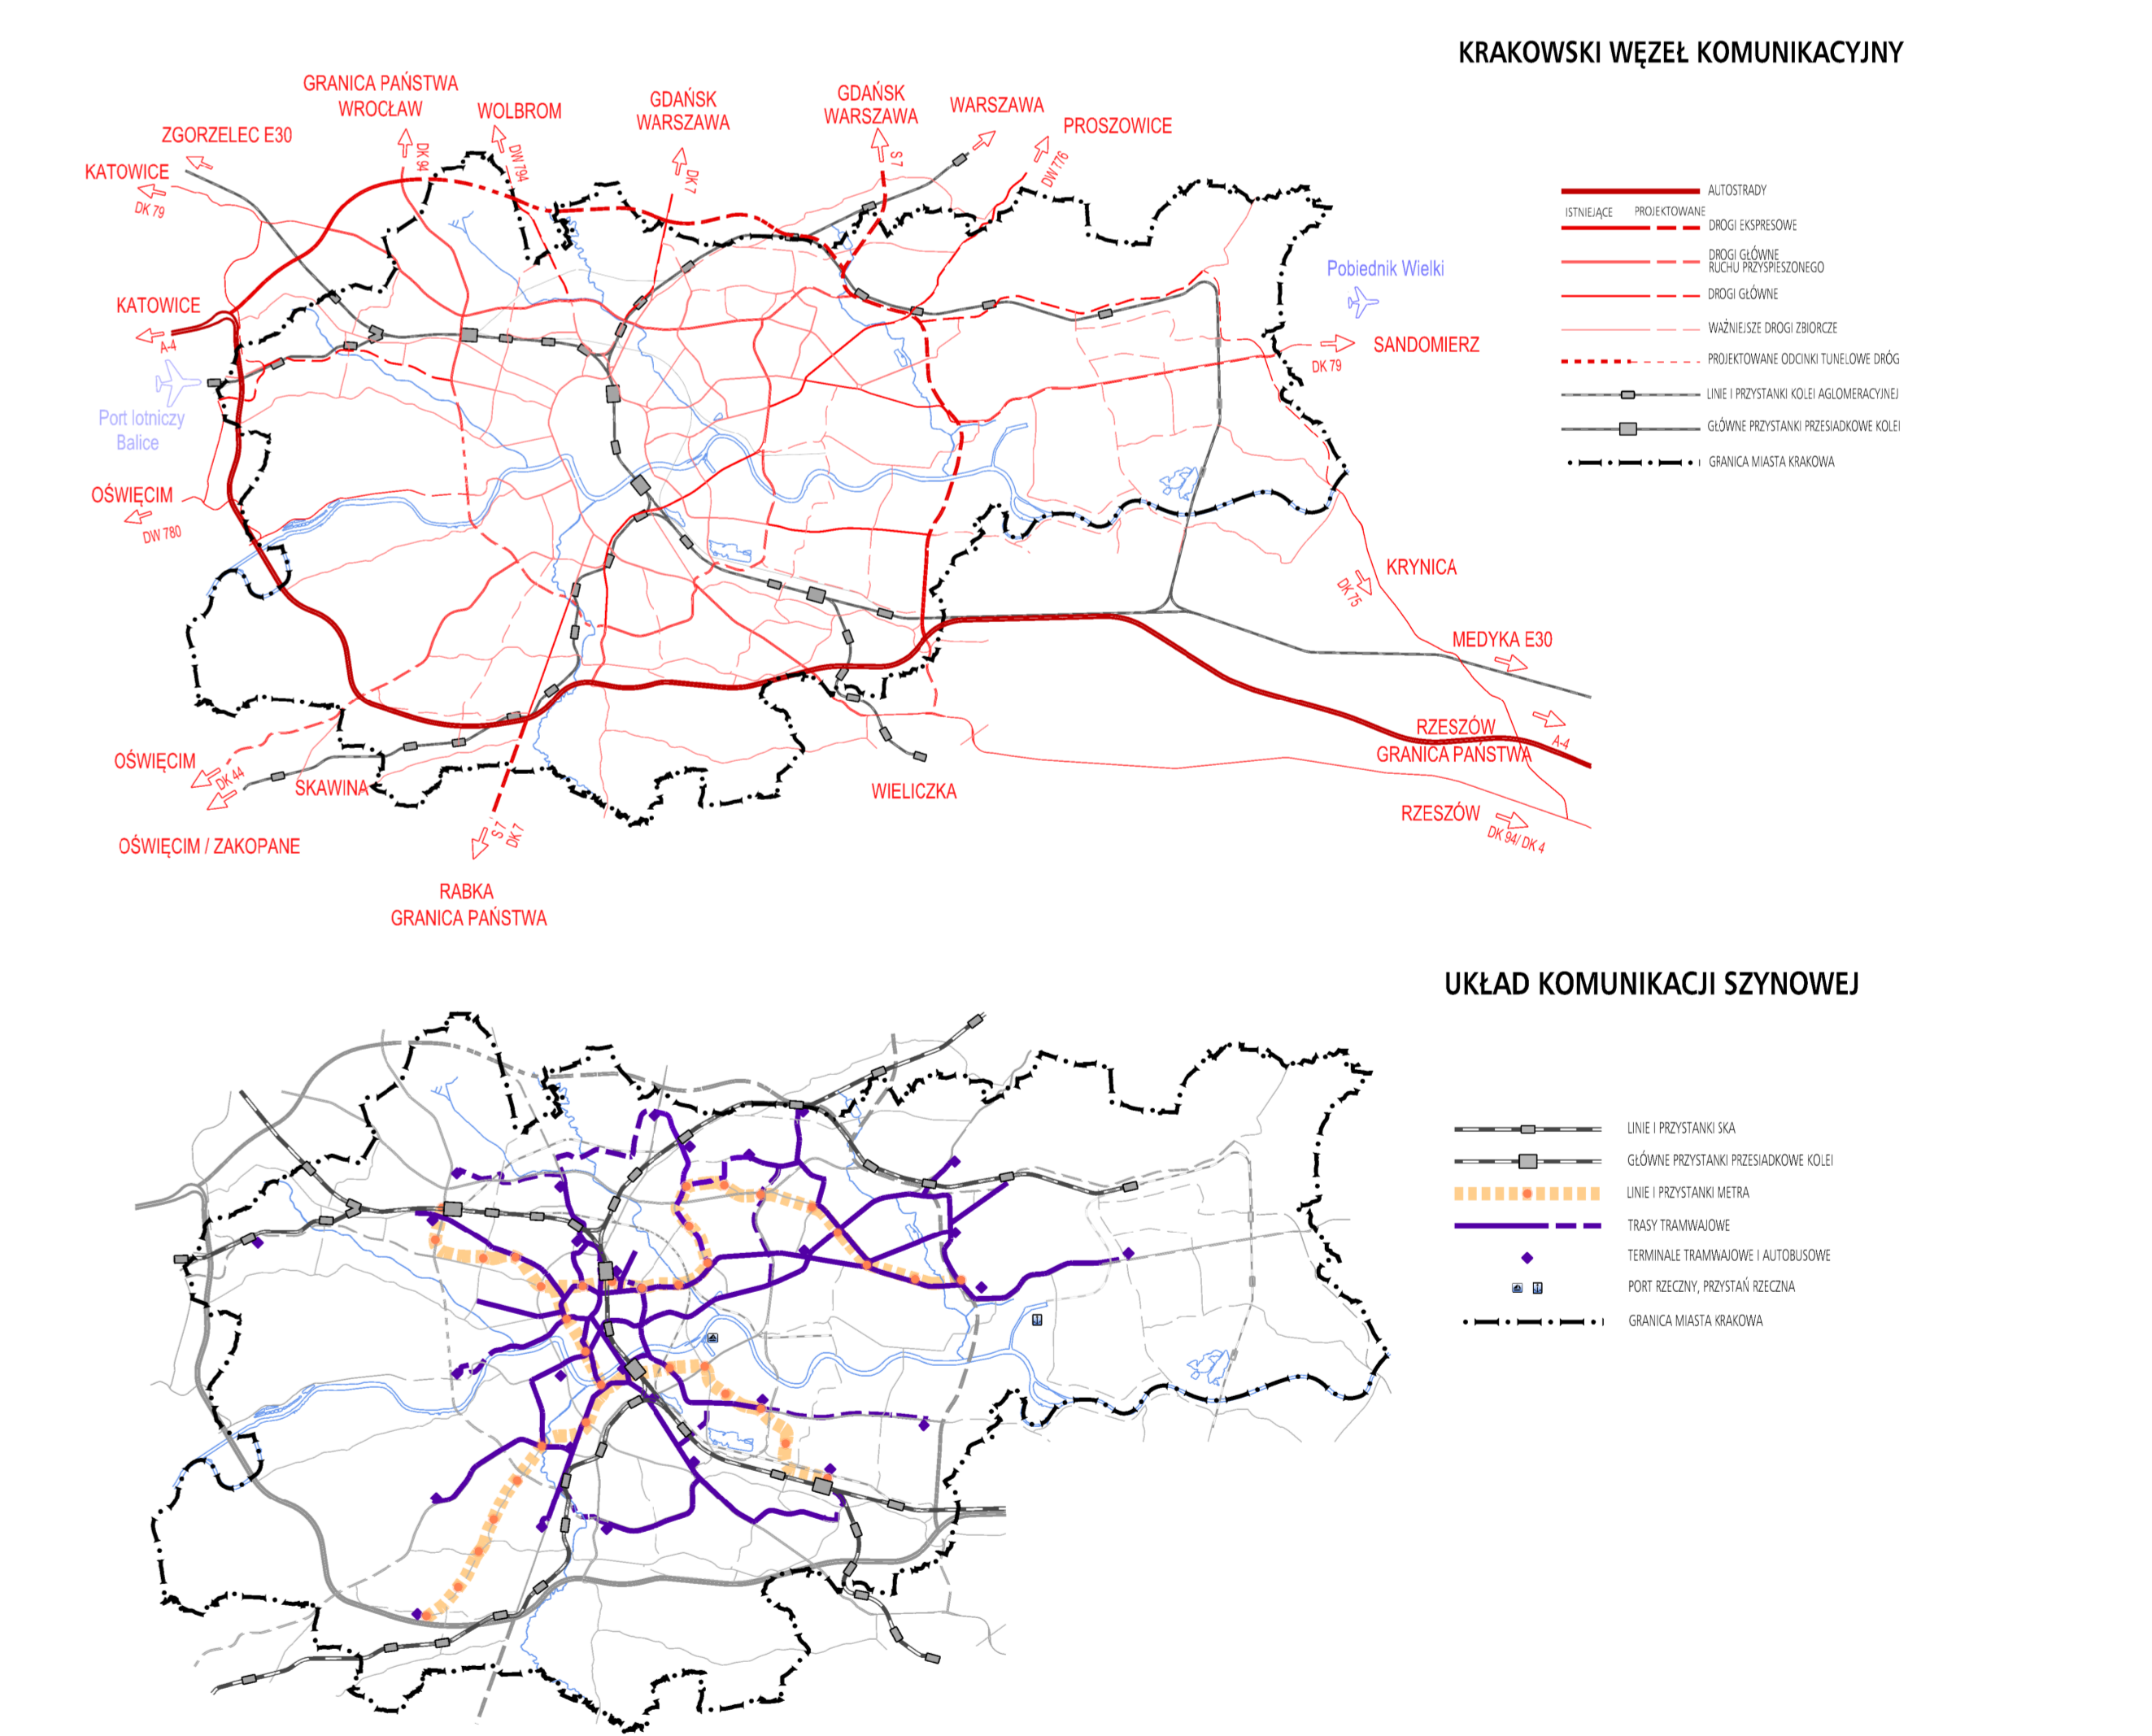 KRAKOWSKI WĘZEŁ KOMUNIKACYJNY
GRANICA PAŃSTWA
WROCŁAW
WOLBROM
GDAŃSK
WARSZAWA
GDAŃSK
WARSZAWA
WARSZAWA
PROSZOWICE
ZGORZELEC E30
KATOWICE
DK 79
DK 94
DW 794
DK 7
S 7
DW 776
AUTOSTRADY
ISTNIEJĄCE PROJEKTOWANE
DROGI EKSPRESOWE
DROGI GŁÓWNE
RUCHU PRZYSPIESZONEGO
DROGI GŁÓWNE
WAŻNIEJSZE DROGI ZBIORCZE
PROJEKTOWANE ODCINKI TUNELOWE DRÓG
LINIE I PRZYSTANKI KOLEI AGLOMERACYJNEJ
GŁÓWNE PRZYSTANKI PRZESIADKOWE KOLEI
GRANICA MIASTA KRAKOWA
Pobiednik Wielki
KATOWICE
A-4
SANDOMIERZ
DK 79
Port lotniczy
Balice
OŚWIĘCIM
DW 780
KRYNICA
DK 75
MEDYKA E30
RZESZÓW
GRANICA PAŃSTWA
A-4
OŚWIĘCIM
DK 44
SKAWINA
WIELICZKA
RZESZÓW
DK 94/ DK 4
OŚWIĘCIM / ZAKOPANE
S 7
DK 7
RABKA
GRANICA PAŃSTWA
UKŁAD KOMUNIKACJI SZYNOWEJ
LINIE I PRZYSTANKI SKA
GŁÓWNE PRZYSTANKI PRZESIADKOWE KOLEI
LINIE I PRZYSTANKI METRA
TRASY TRAMWAJOWE
TERMINALE TRAMWAJOWE I AUTOBUSOWE
PORT RZECZNY, PRZYSTAŃ RZECZNA
GRANICA MIASTA KRAKOWA